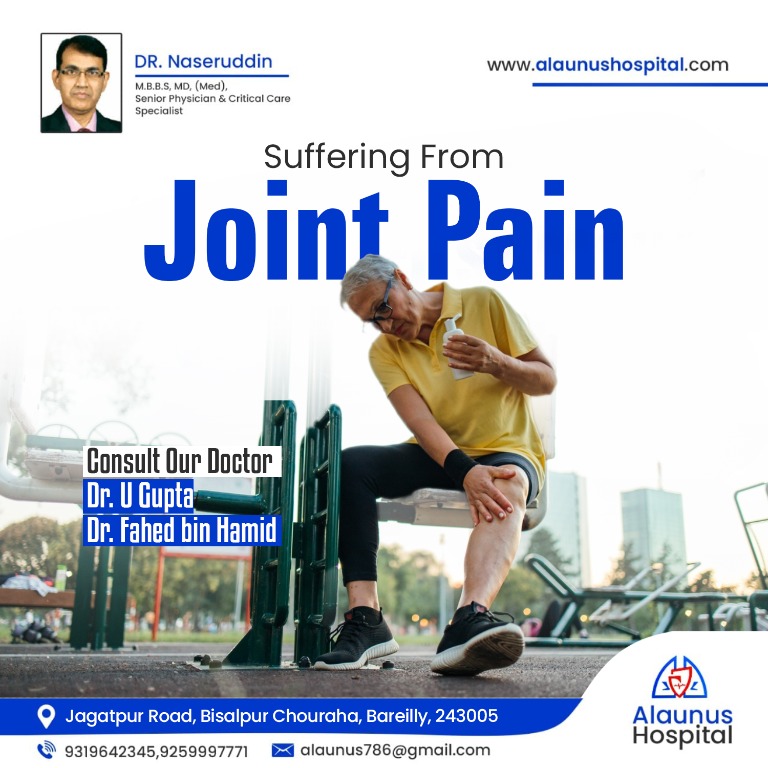 DR. Naseruddin
M.B.B.S, MD, (Med),
Senior Physician & Critical Care
Specialist
www.alaunushospital.com
Suffering From
Joint Pain
Consult Our Doctor
Dr. U Gupta
Dr. Fahed bin Hamid
Jagatpur Road, Bisalpur Chouraha, Bareilly, 243005
9319642345,9259997771
alaunus786@gmail.com
Alaunus
Hospital